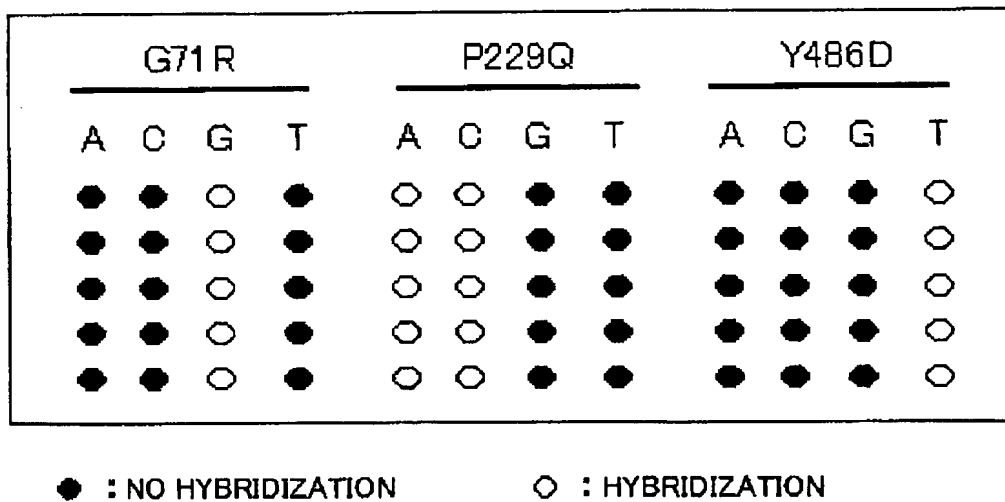 G71R P229Q Y486D
A C G T A C G T A C G T
: NO HYBRIDIZATION : HYBRIDIZATION